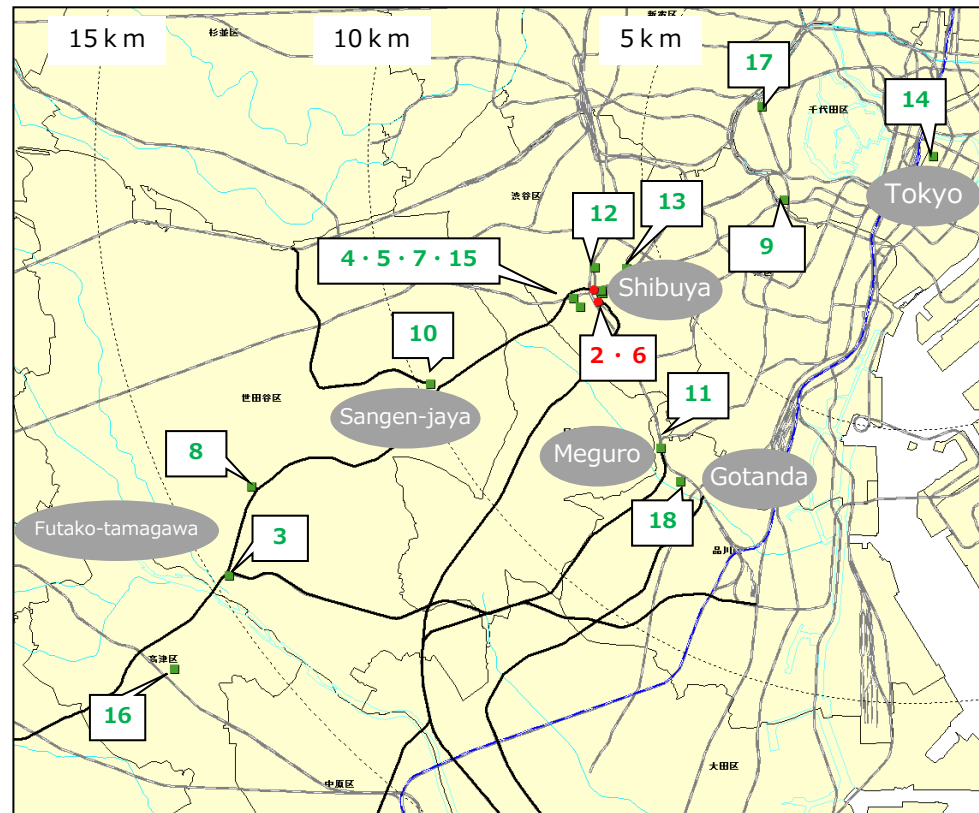 15ｋｍ
10ｋｍ
5ｋｍ
杉並区
新宿区
17
千代田区
14
Tokyo
渋谷区
12
13
9
4・5・7・15
Shibuya
10
2・6
世田谷区
Sangen-jaya
11
Meguro
8
Gotanda
Futako-tamagawa
3
18
品川
高津区
16
大田区
中原区